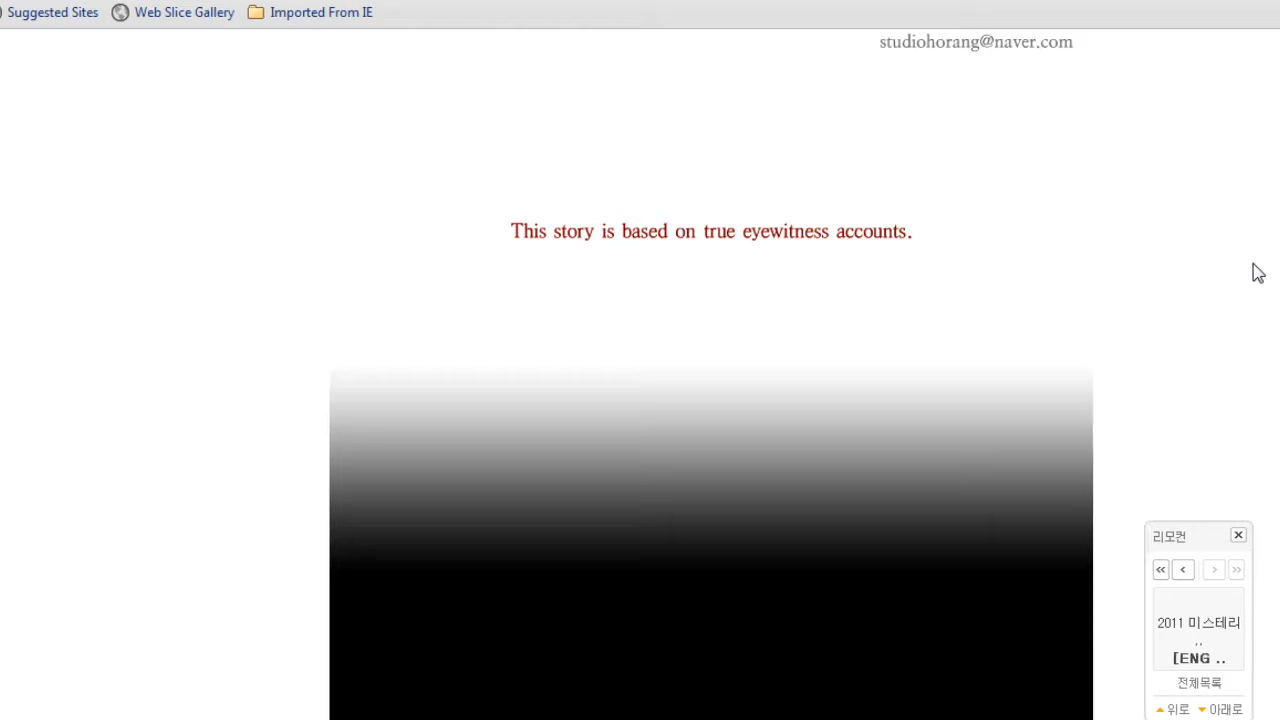 Suggested Sites Web Slice Gallery Imported From IE
studiohorang@naver.com
This story is based on true eyewitness accounts.
리모컨
2011 미스테리
..
[ENG ..
전체목록
위로 아래로